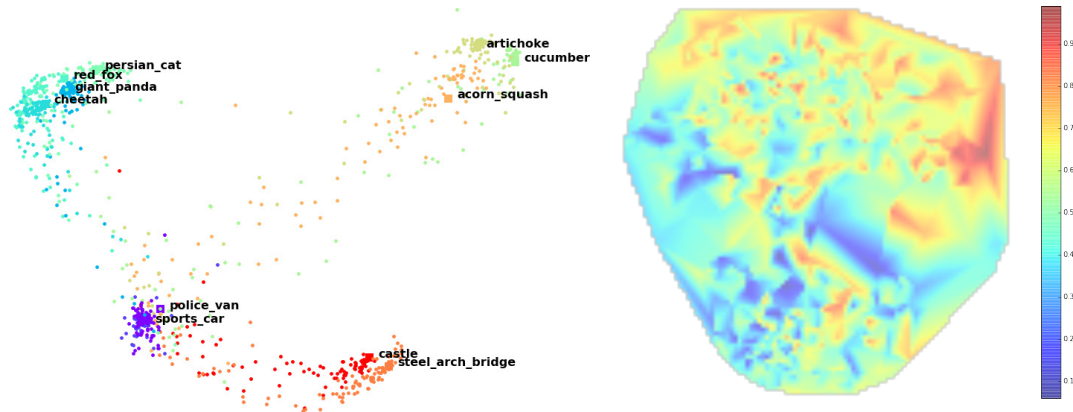 artichoke
cucumber
persian_cat
red_fox
giant_panda
cheetah
acorn_squash
police_van
sports_car
castle
steel_arch_bridge
0.9
0.8
0.7
0.6
0.5
0.4
0.3
0.2
0.1